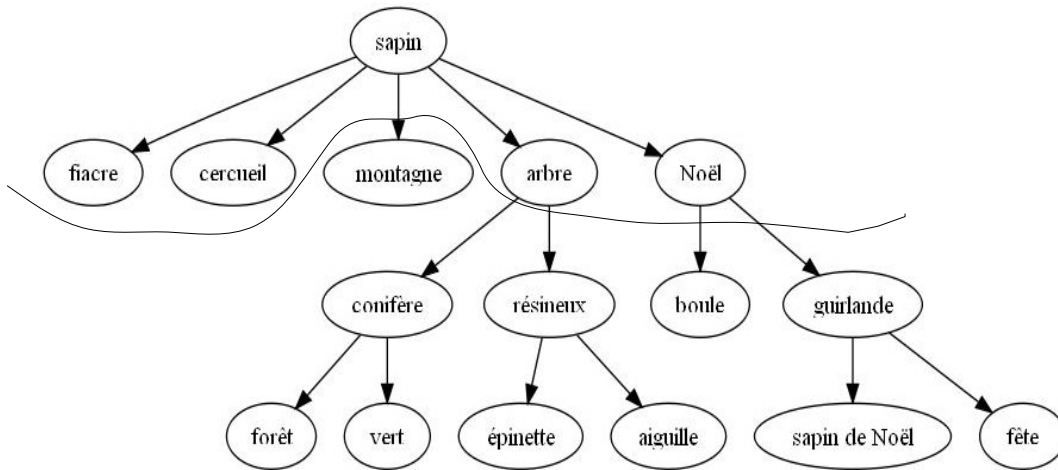 sapin
fiacre cercueil montagne arbre Noël
conifère résineux boule guirlande
forêt vert épinette aiguille sapin de Noël fête